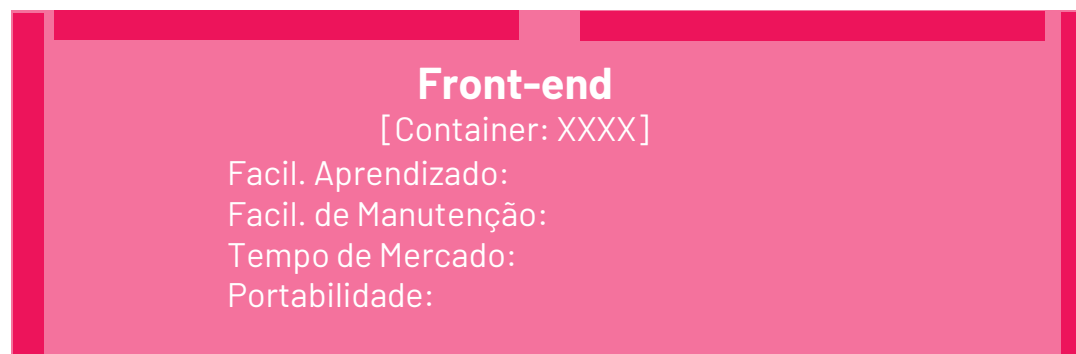 Front-end
[Container: XXXX]
Facil. Aprendizado:
Facil. de Manutenção:
Tempo de Mercado:
Portabilidade: